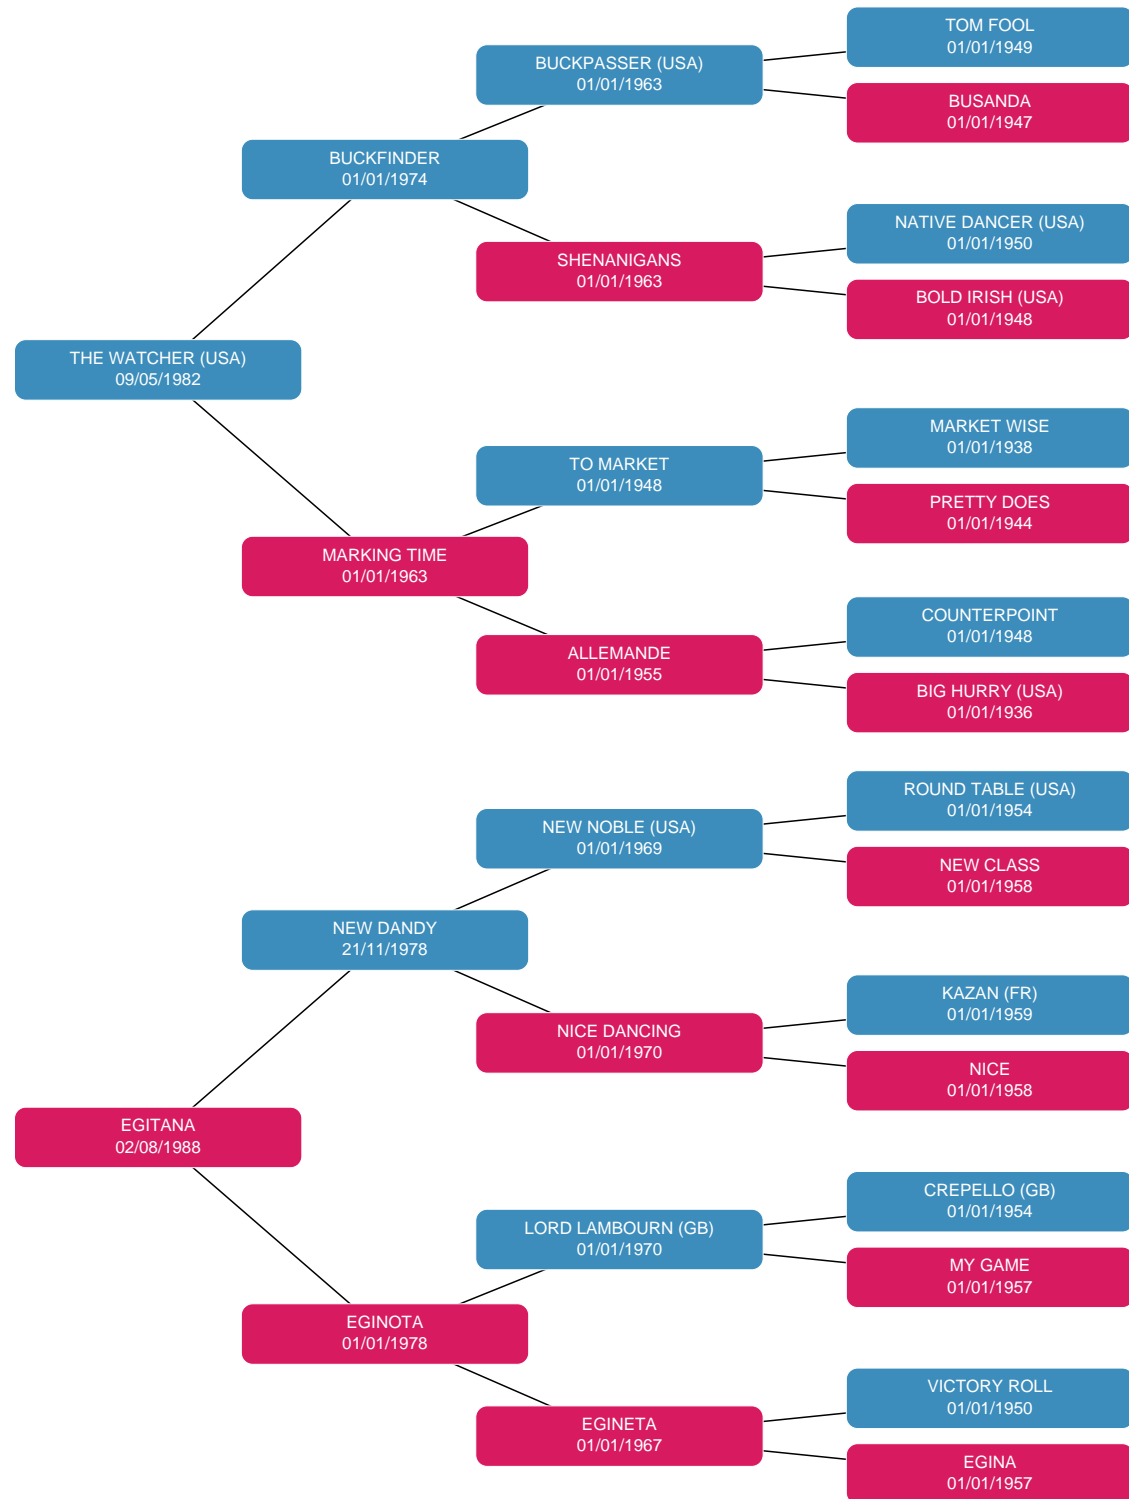 TOM FOOL
01/01/1949
BUCKPASSER (USA)
01/01/1963
BUSANDA
01/01/1947
BUCKFINDER
01/01/1974
NATIVE DANCER (USA)
01/01/1950
SHENANIGANS
01/01/1963
BOLD IRISH (USA)
01/01/1948
THE WATCHER (USA)
09/05/1982
MARKET WISE
01/01/1938
TO MARKET
01/01/1948
PRETTY DOES
01/01/1944
MARKING TIME
01/01/1963
COUNTERPOINT
01/01/1948
ALLEMANDE
01/01/1955
BIG HURRY (USA)
01/01/1936
ROUND TABLE (USA)
01/01/1954
NEW NOBLE (USA)
01/01/1969
NEW CLASS
01/01/1958
NEW DANDY
21/11/1978
KAZAN (FR)
01/01/1959
NICE DANCING
01/01/1970
NICE
01/01/1958
EGITANA
02/08/1988
CREPELLO (GB)
01/01/1954
LORD LAMBOURN (GB)
01/01/1970
MY GAME
01/01/1957
EGINOTA
01/01/1978
VICTORY ROLL
01/01/1950
EGINETA
01/01/1967
EGINA
01/01/1957